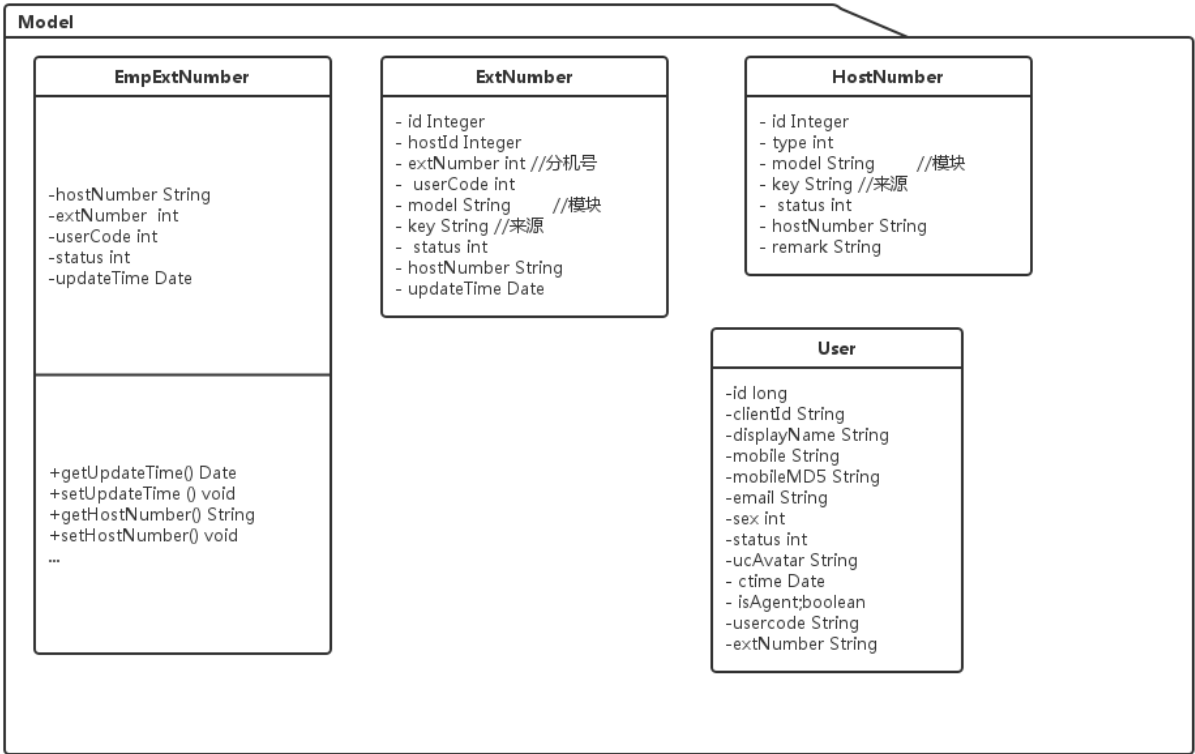 Model
EmpExtNumber
-hostNumber String
-extNumber  int
-userCode int
-status int
-updateTime Date
+getUpdateTime() Date
+setUpdateTime () void
+getHostNumber() String
+setHostNumber() void
...
ExtNumber
- id Integer
- hostId Integer
- extNumber int //分机号
-  userCode int
- model String        //模块
- key String //来源
-  status int
- hostNumber String
- updateTime Date
HostNumber
- id Integer
- type int
- model String        //模块
- key String //来源
-  status int
- hostNumber String
- remark String
User
-id long
-clientId String
-displayName String
-mobile String
-mobileMD5 String
-email String
-sex int
-status int
-ucAvatar String
- ctime Date
- isAgent;boolean
-usercode String
-extNumber String